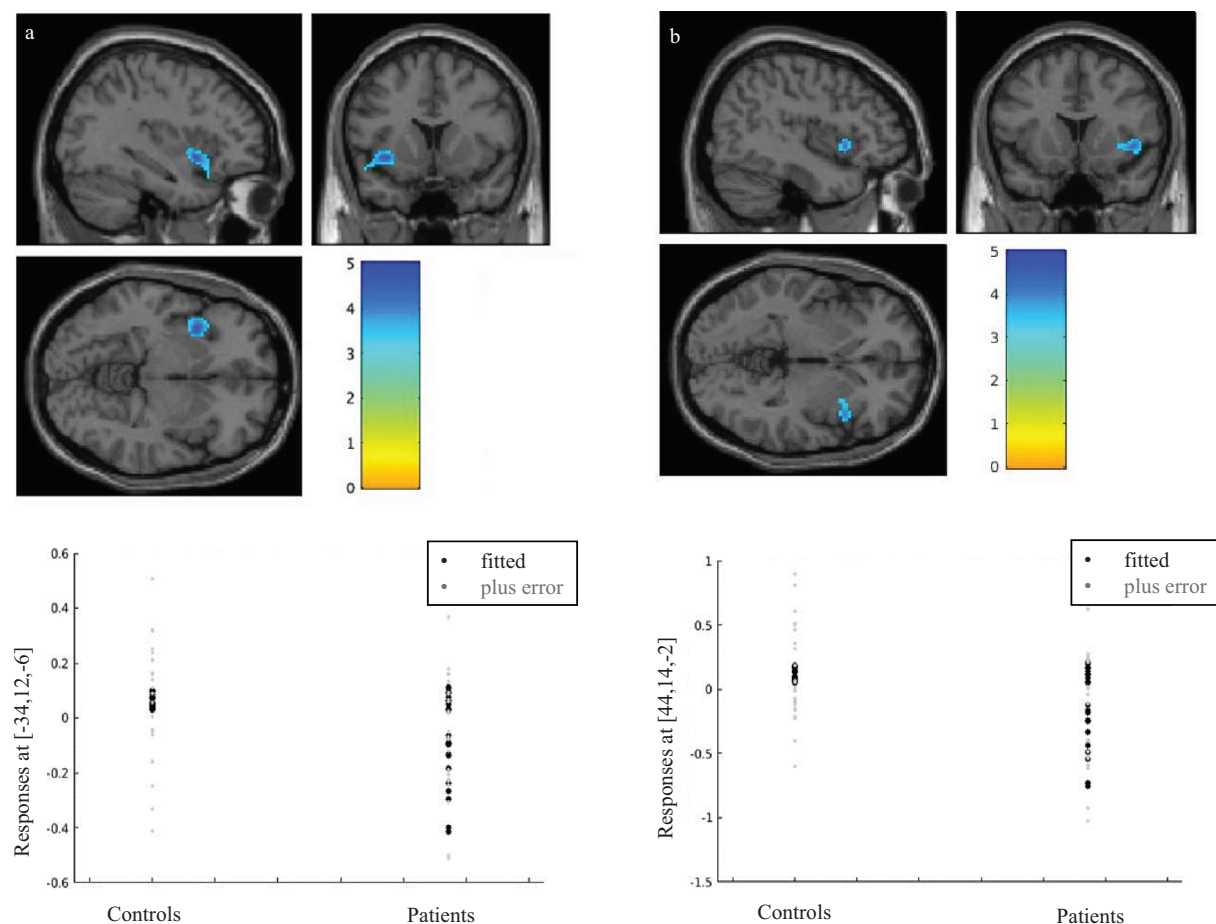 a
5
4
3
2
1
0
b
5
4
3
2
1
0
0.6
0.4
0.2
0
-0.2
-0.4
-0.6
Responses at [-34,12,-6]
fitted
plus error
Controls
Patients
1
0.5
0
-0.5
-1
-1.5
Responses at [44,14,-2]
fitted
plus error
Controls
Patients